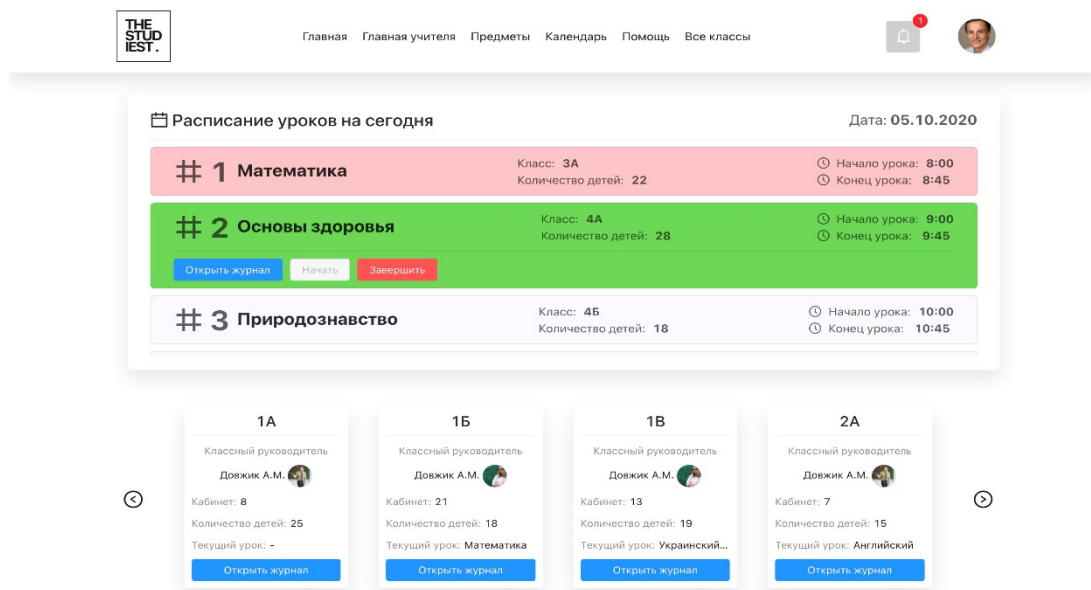 THE
STUD
IEST.
Главная Главная учителя Предметы Календарь Помощь Все классы
1
Расписание уроков на сегодня
Дата: 05.10.2020
# 1 Математика
Класс: 3А
Количество детей: 22
Начало урока: 8:00
Конец урока: 8:45
# 2 Основы здоровья
Класс: 4А
Количество детей: 28
Начало урока: 9:00
Конец урока: 9:45
Открыть журнал Начать Завершить
# 3 Природознавство
Класс: 4Б
Количество детей: 18
Начало урока: 10:00
Конец урока: 10:45
1А
Классный руководитель
Довжик А.М.
Кабинет: 8
Количество детей: 25
Текущий урок: -
Открыть журнал
1Б
Классный руководитель
Довжик А.М.
Кабинет: 21
Количество детей: 18
Текущий урок: Математика
Открыть журнал
1В
Классный руководитель
Довжик А.М.
Кабинет: 13
Количество детей: 19
Текущий урок: Украинский...
Открыть журнал
2А
Классный руководитель
Довжик А.М.
Кабинет: 7
Количество детей: 15
Текущий урок: Английский
Открыть журнал